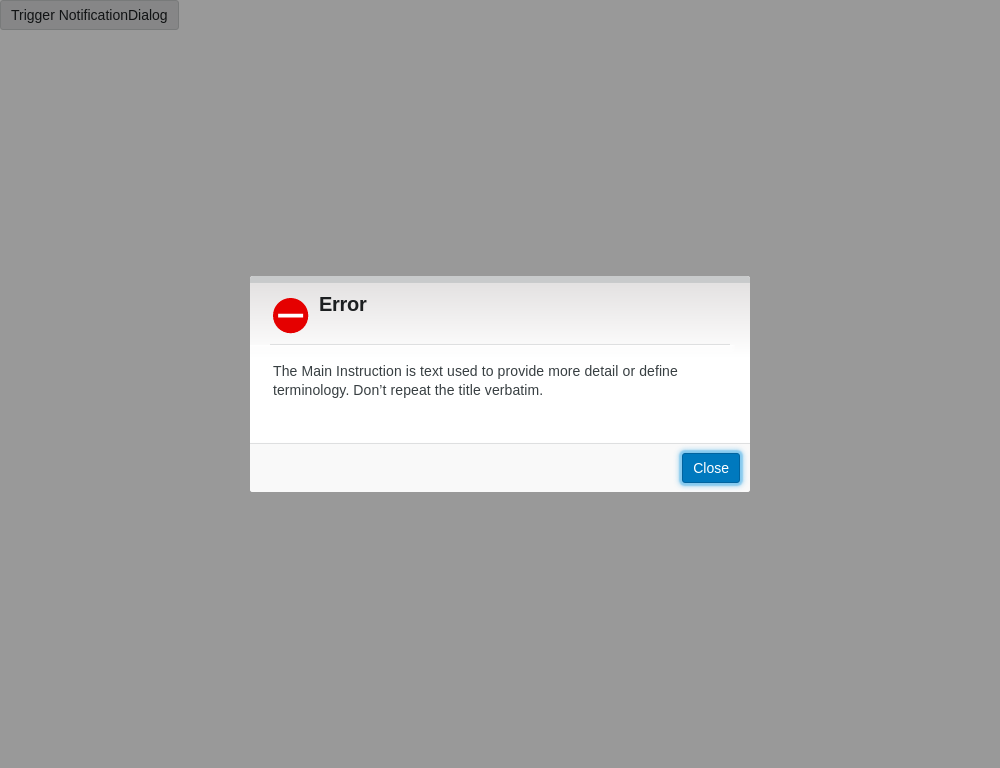 Trigger NotificationDialog
Error
The Main Instruction is text used to provide more detail or define
terminology. Don’t repeat the title verbatim.
Close